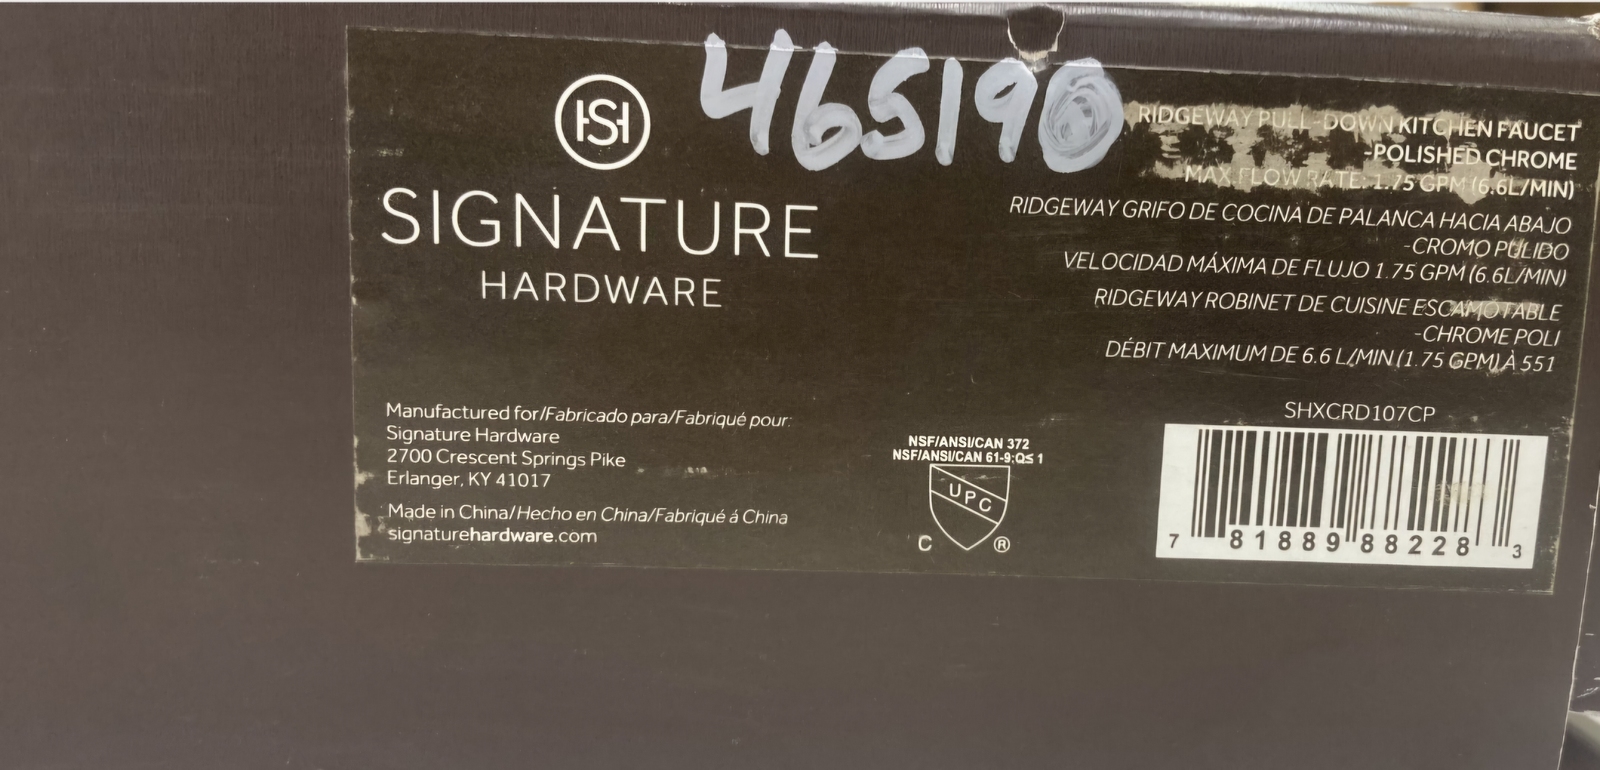 465190
HS
SIGNATURE
HARDWARE
RIDGEWAY PULL-DOWN KITCHEN FAUCET
-POLISHED CHROME
MAX FLOW RATE: 1.75 GPM (6.6L/MIN)
RIDGEWAY GRIFO DE COCINA DE PALANCA HACIA ABAJO
-CROMO PULIDO
VELOCIDAD MÁXIMA DE FLUJO 1.75 GPM (6.6L/MIN)
RIDGEWAY ROBINET DE CUISINE ESCAMOTABLE
-CHROME POLI
DÉBIT MAXIMUM DE 6.6 L/MIN (1.75 GPM) À 551
Manufactured for/Fabricado para/Fabriqué pour:
Signature Hardware
2700 Crescent Springs Pike
Erlanger, KY 41017
Made in China/Hecho en China/Fabriqué á China
signaturehardware.com
NSF/ANSI/CAN 372
NSF/ANSI/CAN 61-9:Q≤ 1
UPC
C ®
SHXCRD107CP
7 81889 88228 3